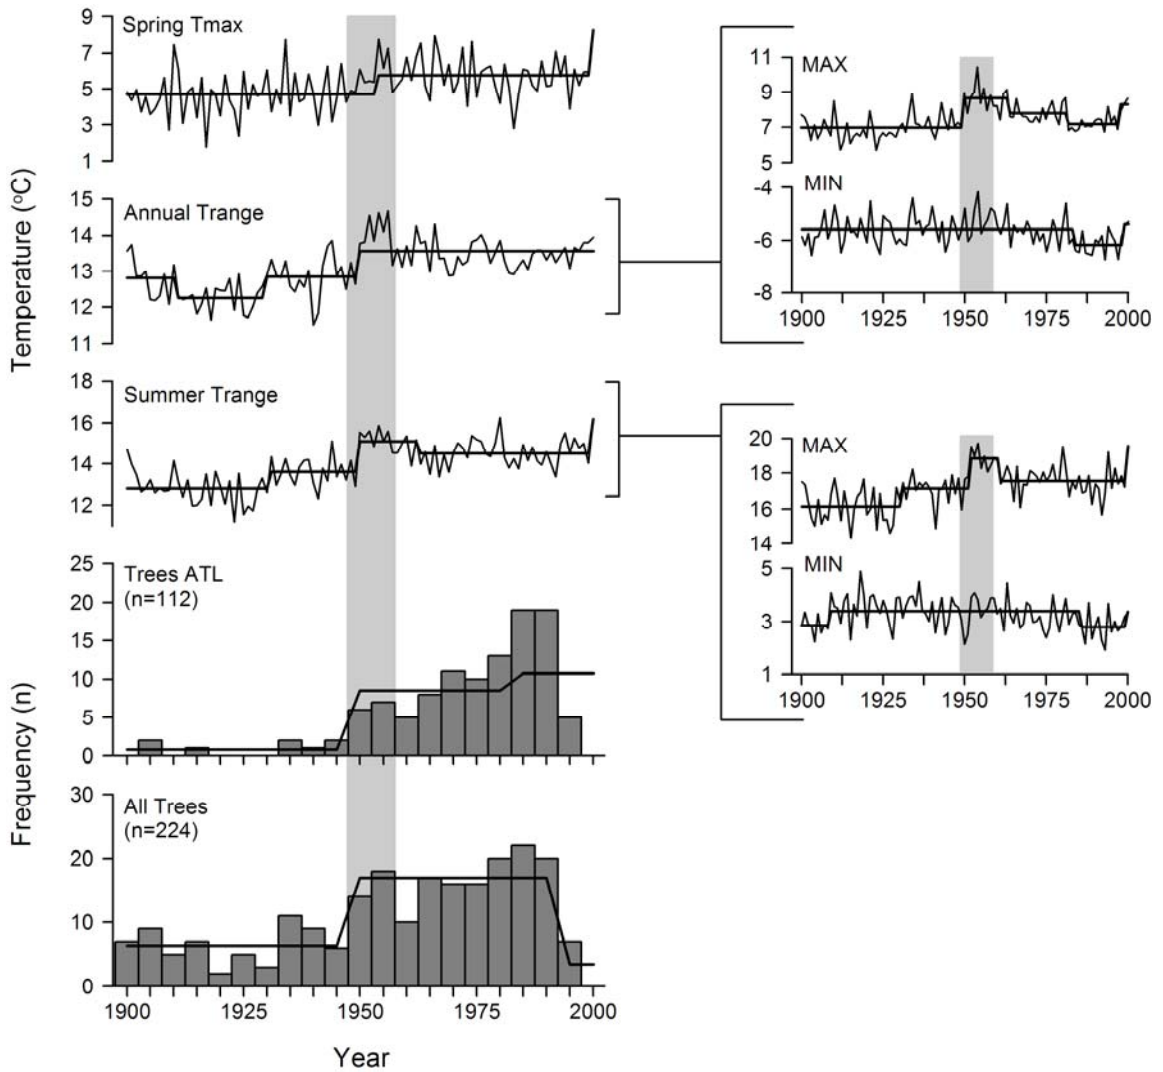 Temperature (ºC)
9
7
5
3
1
Spring Tmax
15
14
13
12
11
Annual Trange
18
16
14
12
Summer Trange
Frequency (n)
25
20
15
10
5
0
Trees ATL
(n=112)
30
20
10
0
All Trees
(n=224)
1900 1925 1950 1975 2000
Year
11
9
7
5
MAX
-4
-6
-8
MIN
1900 1925 1950 1975 2000
20
18
16
14
MAX
5
3
1
MIN
1900 1925 1950 1975 2000